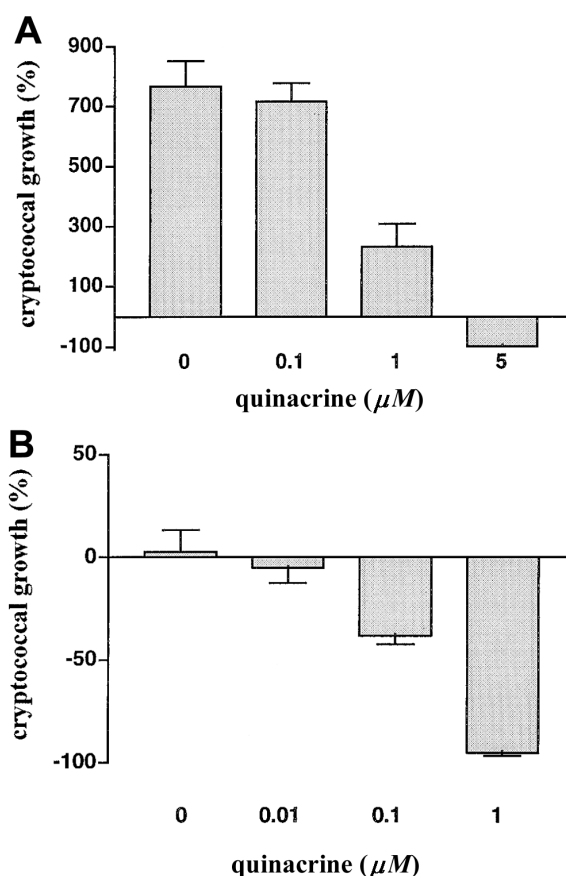 A
cryptococcal growth (%)
900
700
500
300
100
-100
0 0.1 1 5
quinacrine (μM)
B
cryptococcal growth (%)
50
0
-50
-100
0 0.01 0.1 1
quinacrine (μM)